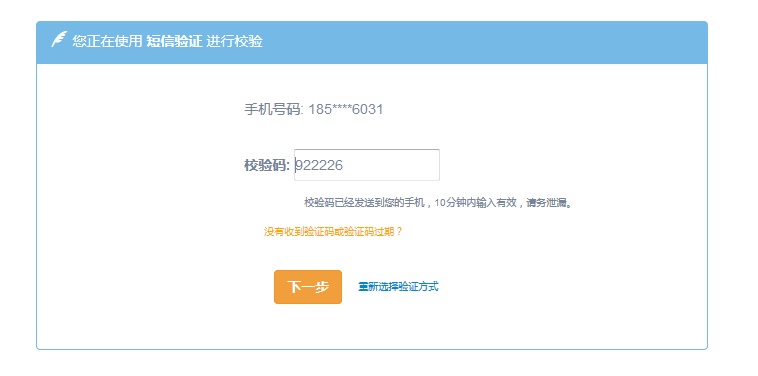 您正在使用 短信验证 进行校验
手机号码: 185****6031
校验码: 922226
校验码已经发送到您的手机，10分钟内输入有效，请务泄漏。
没有收到验证码或验证码过期？
下一步 重新选择验证方式